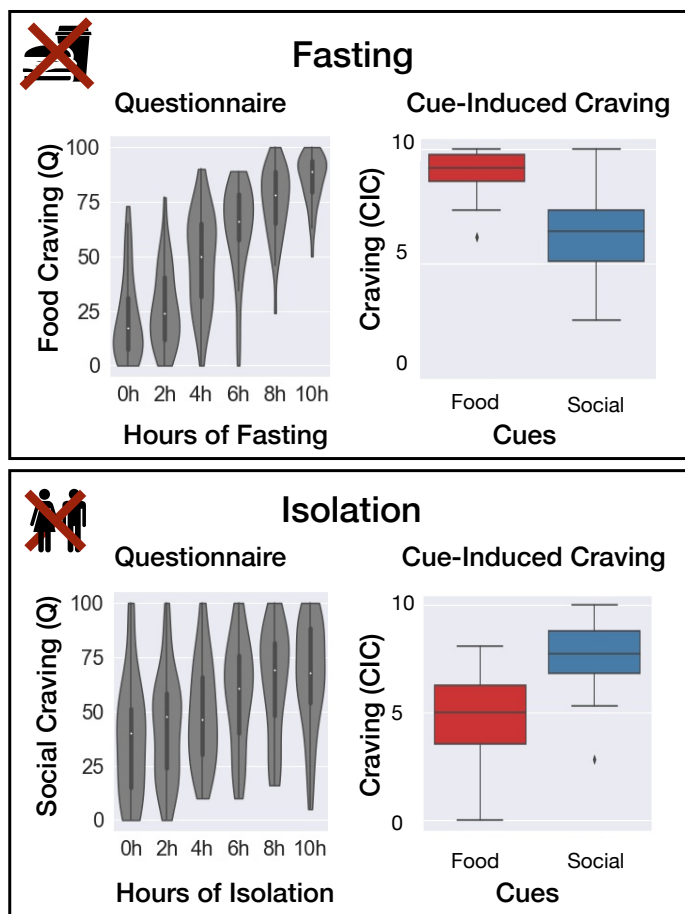 Fasting
Questionnaire
Food Craving (Q)
100
75
50
25
0
0h 2h 4h 6h 8h 10h
Hours of Fasting
Cue-Induced Craving
Craving (CIC)
10
5
0
Food Social
Cues
Isolation
Questionnaire
Social Craving (Q)
100
75
50
25
0
0h 2h 4h 6h 8h 10h
Hours of Isolation
Cue-Induced Craving
Craving (CIC)
10
5
0
Food Social
Cues